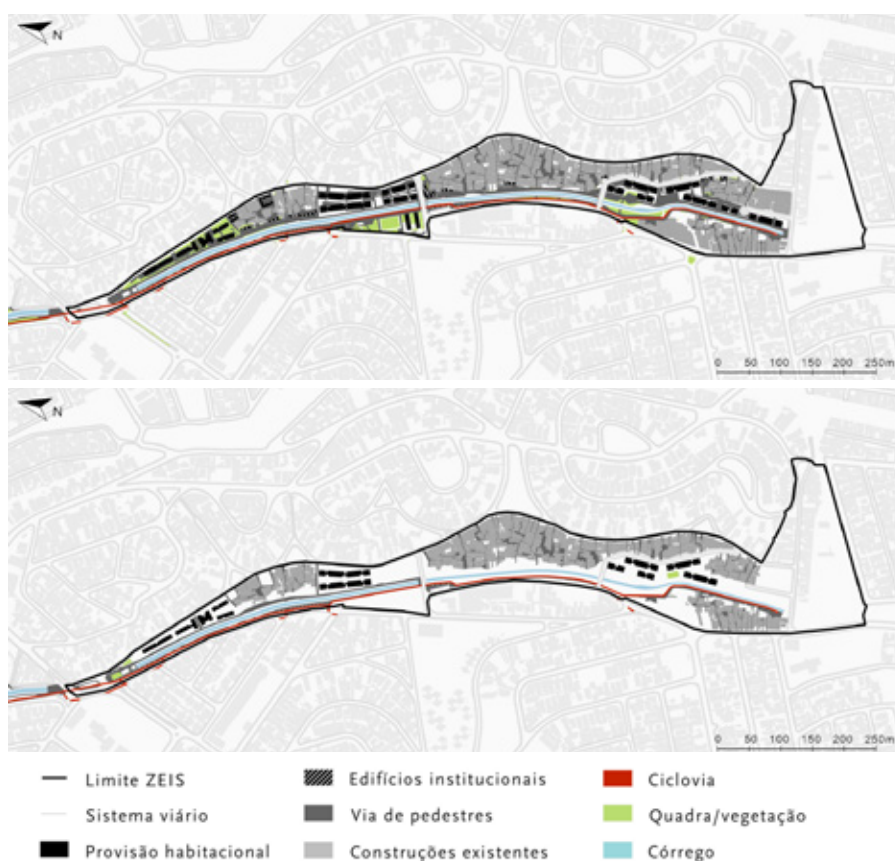 N
0 50 100 150 200 250m
N
0 50 100 150 200 250m
Limite ZEIS
Edifícios institucionais
Ciclovia
Sistema viário
Via de pedestres
Quadra/vegetação
Provisão habitacional
Construções existentes
Córrego